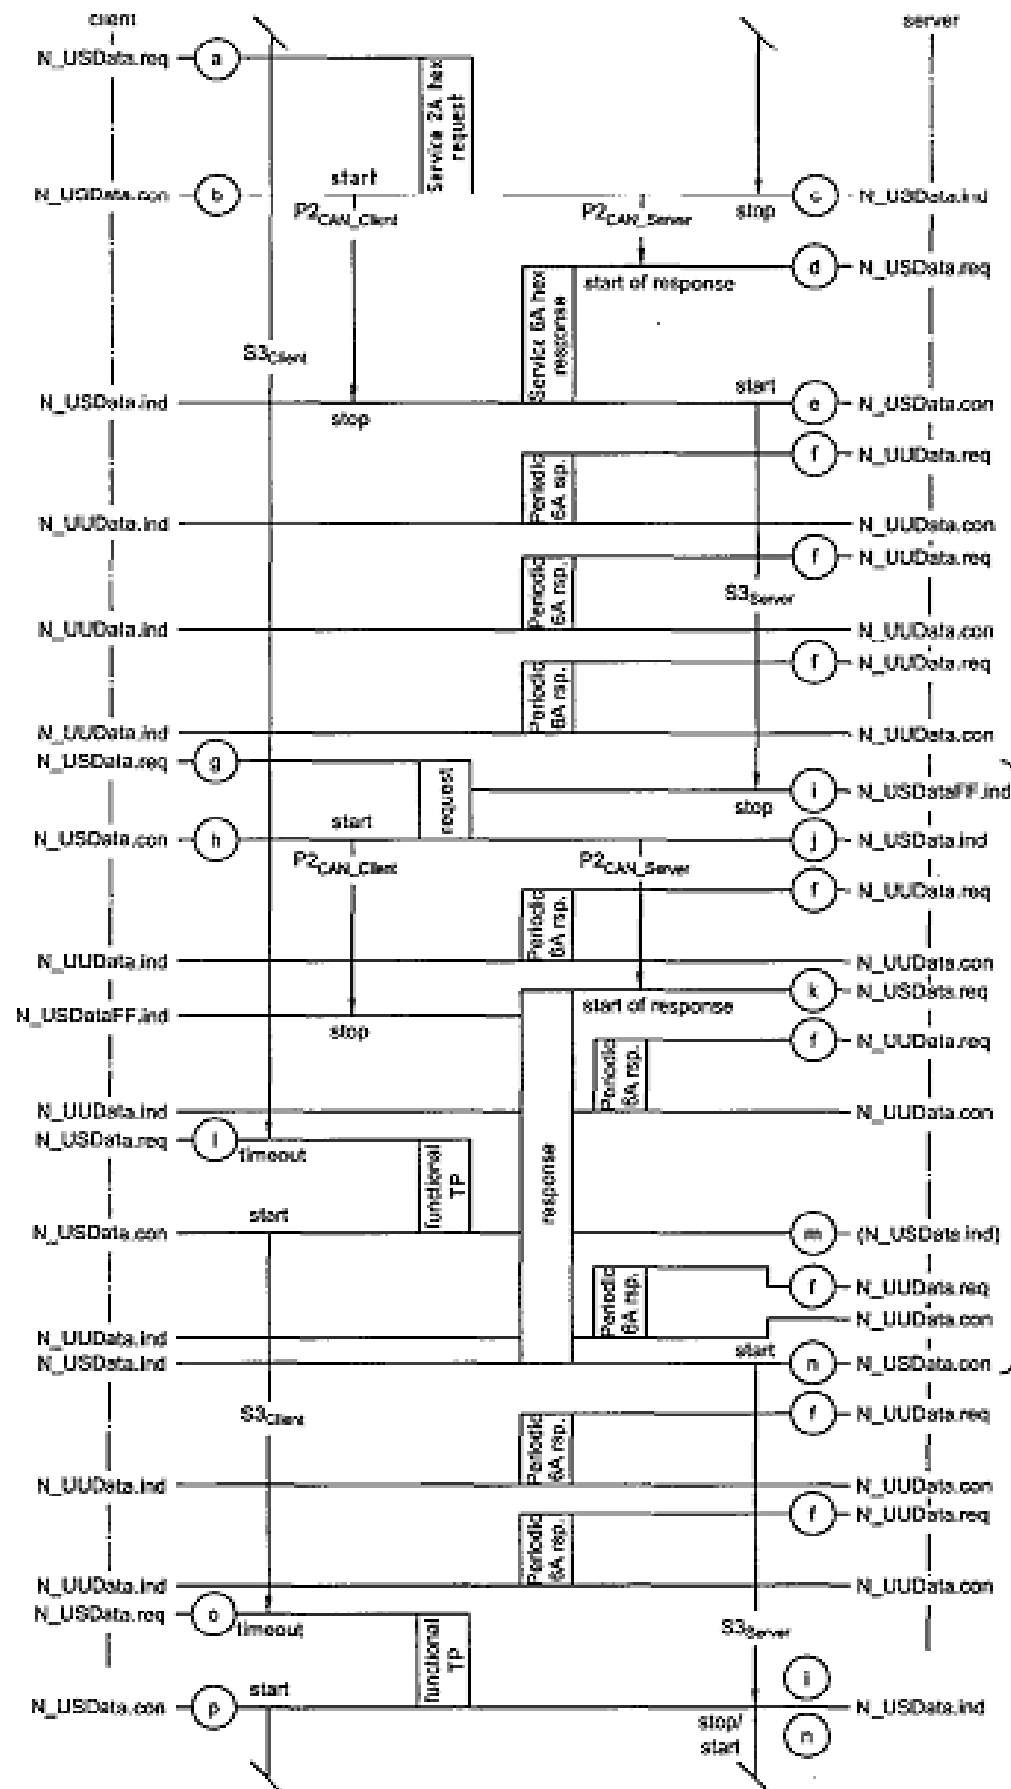 client server
N_USData.req a
Service 2A hex
request
start
N_USData.con b c N_USData.ind
P2CAN_Client P2CAN_Server stop
d N_USData.req
start of response
Service 6A hex
response
S3Client
start
N_USData.ind e N_USData.con
stop
f N_UUData.req
Periodic
6A rsp.
N_UUData.ind N_UUData.con
f N_UUData.req
Periodic
6A rsp.
S3Server
N_UUData.ind N_UUData.con
f N_UUData.req
Periodic
6A rsp.
N_UUData.ind N_UUData.con
N_USData.req g
request
i N_USDataFF.ind
stop
start
N_USData.con h j N_USData.ind
P2CAN_Client P2CAN_Server
f N_UUData.req
Periodic
6A rsp.
N_UUData.ind N_UUData.con
k N_USData.req
start of response
N_USDataFF.ind
stop
f N_UUData.req
Periodic
6A rsp.
N_UUData.ind N_UUData.con
N_USData.req l
timeout
functional
TP
response
start
N_USData.con m (N_USData.ind)
Periodic
6A rsp.
f N_UUData.req
N_UUData.con
N_UUData.ind
start
N_USData.ind n N_USData.con
S3Client
f N_UUData.req
Periodic
6A rsp.
N_UUData.ind N_UUData.con
f N_UUData.req
Periodic
6A rsp.
N_UUData.ind N_UUData.con
N_USData.req o
timeout
functional
TP
S3Server
start
i
N_USData.con p N_USData.ind
stop/
start
n